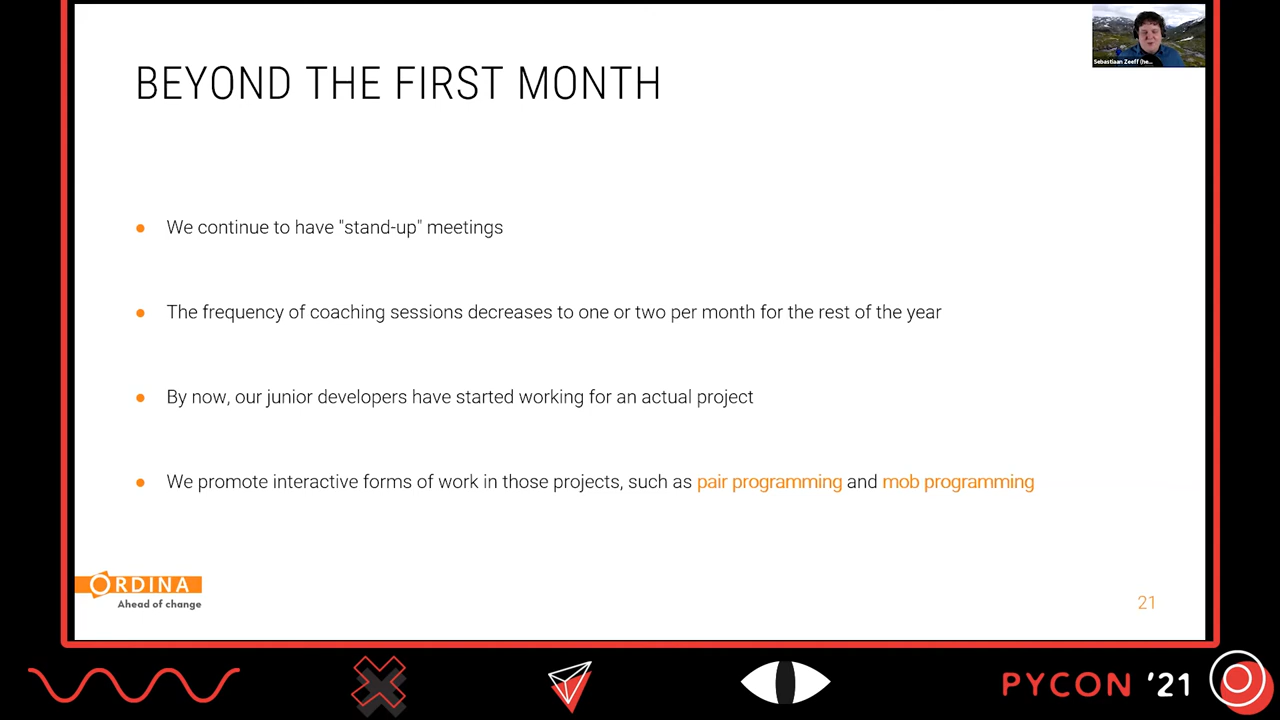 Sebastiaan Zeeff (he...
BEYOND THE FIRST MONTH
We continue to have "stand-up" meetings
The frequency of coaching sessions decreases to one or two per month for the rest of the year
By now, our junior developers have started working for an actual project
We promote interactive forms of work in those projects, such as pair programming and mob programming
ORDINA
Ahead of change
21
PYCON '21